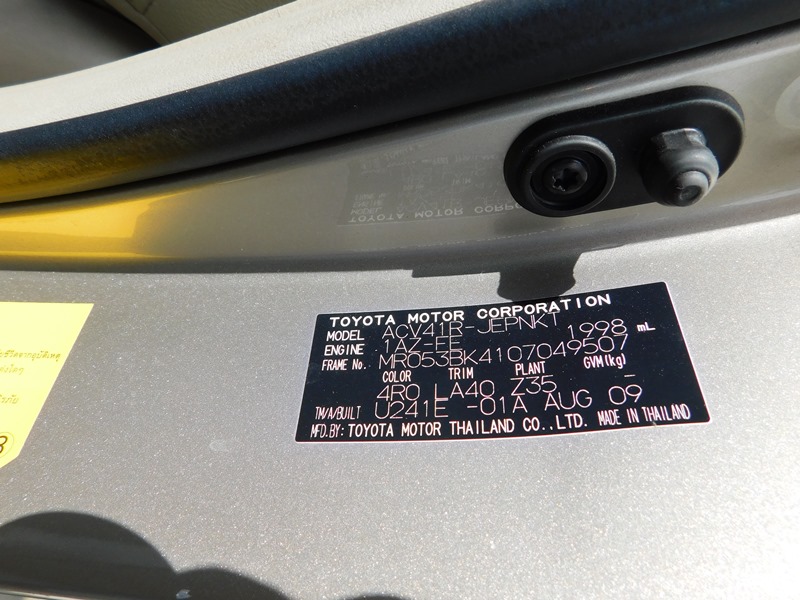 TOYOTA MOTOR CORPORATION
MODEL ACV41R-JEPNKT
ENGINE 1AZ-FE 1998 mL
FRAME No. MR053BK4107049507
COLOR TRIM PLANT GVM(kg)
4R0 LA40 Z35 -
TM/A/BUILT U241E -01A AUG 09
MFD.BY: TOYOTA MOTOR THAILAND CO.,LTD. MADE IN THAILAND